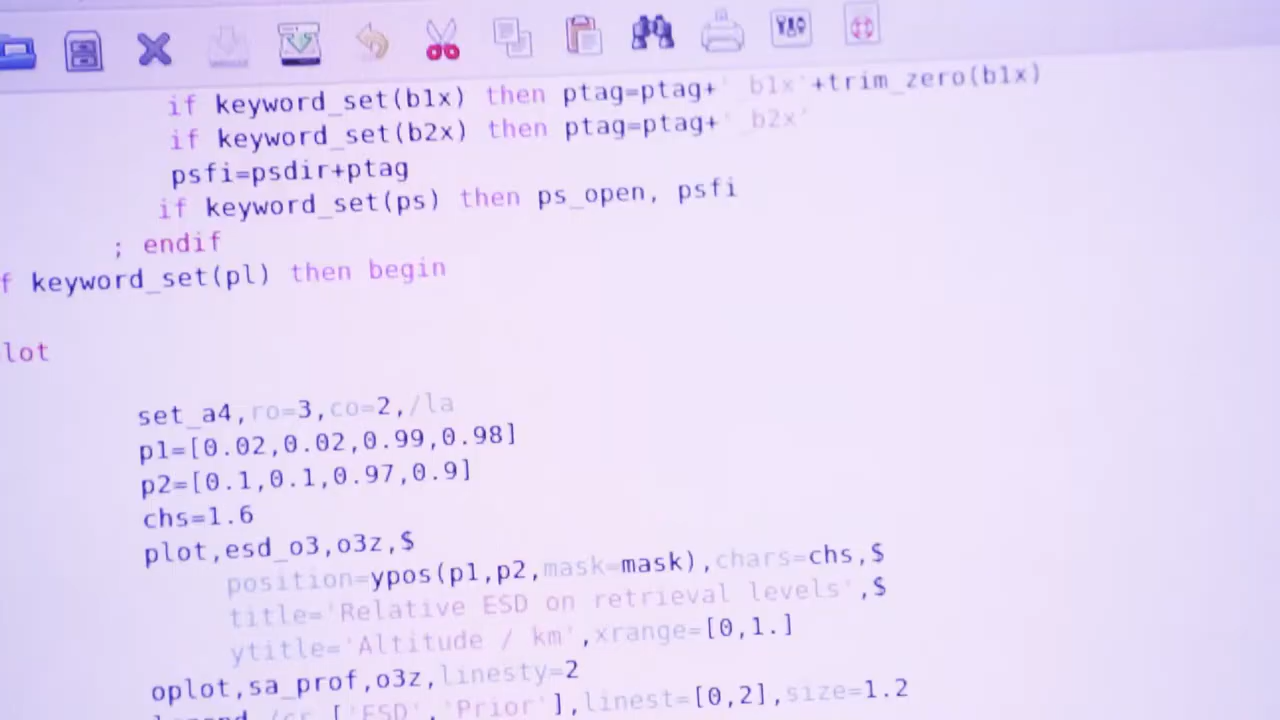 if keyword_set(b1x) then ptag=ptag+'_b1x'+trim_zero(b1x)
if keyword_set(b2x) then ptag=ptag+'_b2x'
psfi=psdir+ptag
if keyword_set(ps) then ps_open, psfi
; endif
f keyword_set(pl) then begin
lot
set_a4,ro=3,co=2,/la
p1=[0.02,0.02,0.99,0.98]
p2=[0.1,0.1,0.97,0.9]
chs=1.6
plot,esd_o3,o3z,$
position=ypos(p1,p2,mask=mask),chars=chs,$
title='Relative ESD on retrieval levels',$
ytitle='Altitude / km',xrange=[0,1.]
oplot,sa_prof,o3z,linesty=2
['ESD','Prior'],linest=[0,2],size=1.2